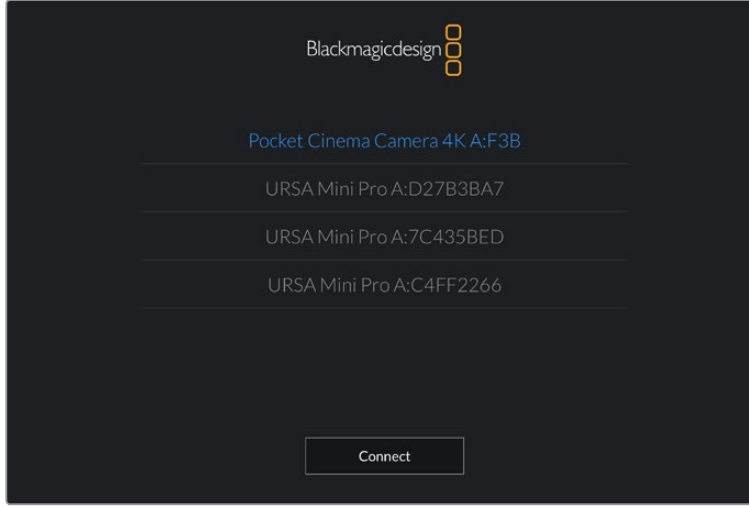 Blackmagicdesign
Pocket Cinema Camera 4K A:F3B
URSA Mini Pro A:D27B3BA7
URSA Mini Pro A:7C435BED
URSA Mini Pro A:C4FF2266
Connect